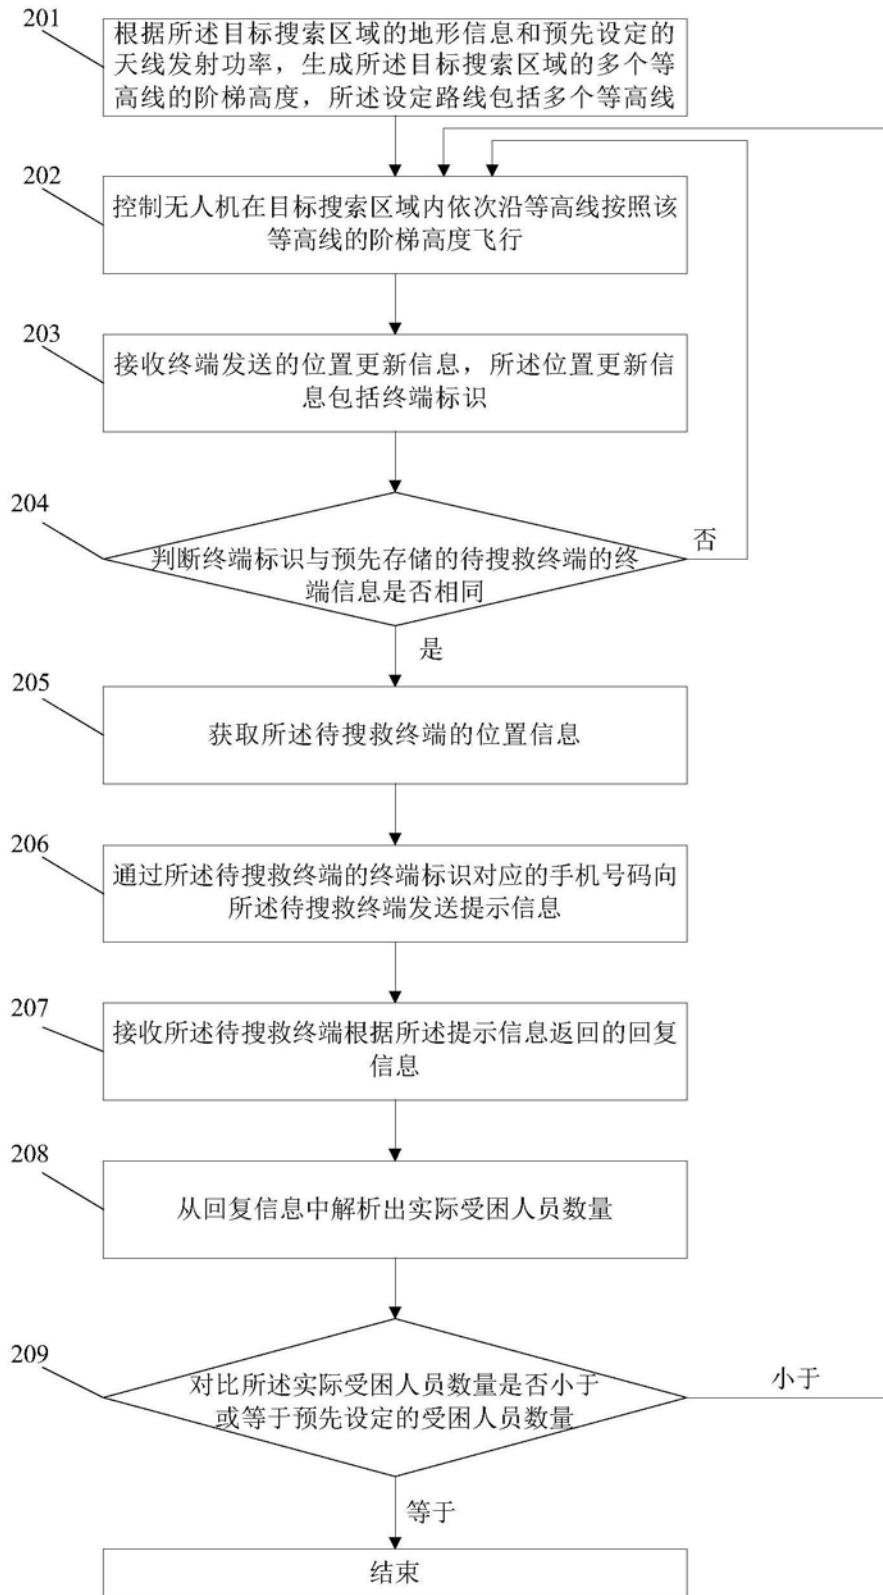 201
根据所述目标搜索区域的地形信息和预先设定的
天线发射功率，生成所述目标搜索区域的多个等
高线的阶梯高度，所述设定路线包括多个等高线
202
控制无人机在目标搜索区域内依次沿等高线按照该
等高线的阶梯高度飞行
203
接收终端发送的位置更新信息，所述位置更新信
息包括终端标识
204
判断终端标识与预先存储的待搜救终端的终
端信息是否相同
否
是
205
获取所述待搜救终端的位置信息
206
通过所述待搜救终端的终端标识对应的手机号码向
所述待搜救终端发送提示信息
207
接收所述待搜救终端根据所述提示信息返回的回复
信息
208
从回复信息中解析出实际受困人员数量
209
对比所述实际受困人员数量是否小于
或等于预先设定的受困人员数量
小于
等于
结束